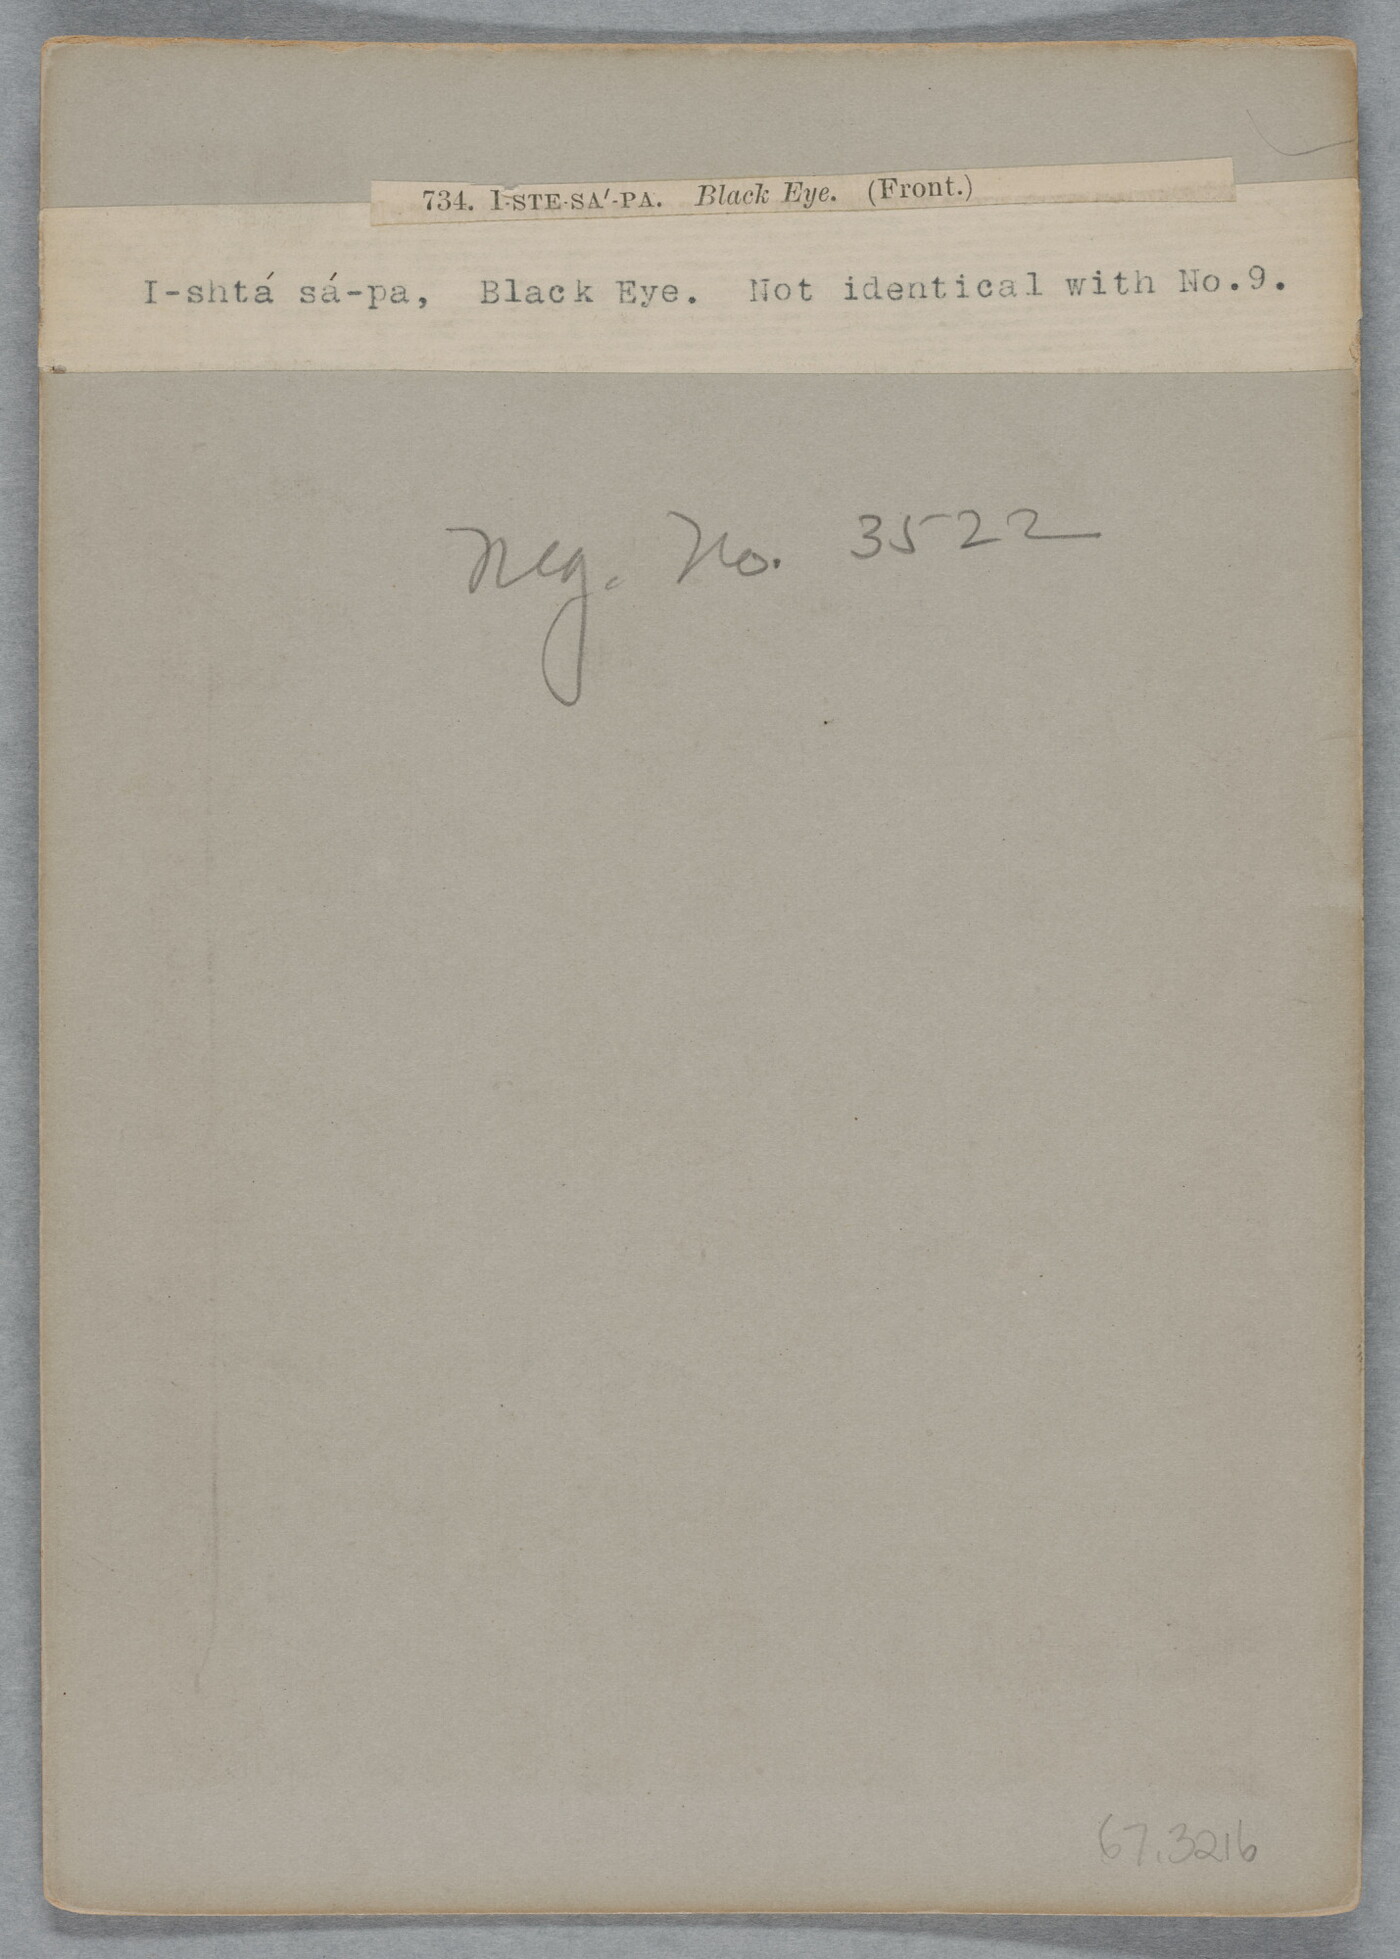 734. I-STE-SA′-PA. Black Eye. (Front.)
I-shtá sá-pa, Black Eye. Not identical with No.9.
Neg. No. 3522
67.3216